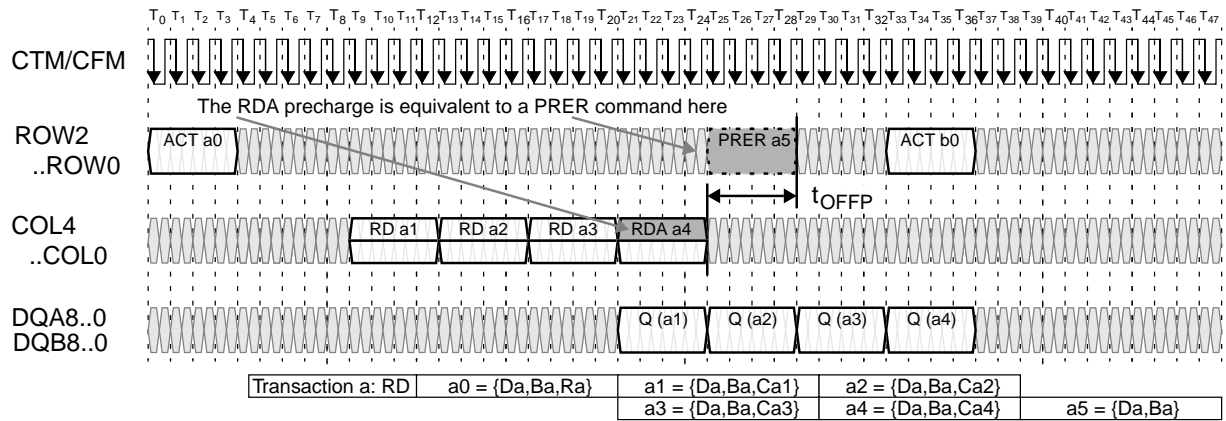 T0 T1 T2 T3 T4 T5 T6 T7 T8 T9 T10 T11 T12 T13 T14 T15 T16 T17 T18 T19 T20 T21 T22 T23 T24 T25 T26 T27 T28 T29 T30 T31 T32 T33 T34 T35 T36 T37 T38 T39 T40 T41 T42 T43 T44 T45 T46 T47
CTM/CFM
The RDA precharge is equivalent to a PRER command here
ROW2
..ROW0
ACT a0 PRER a5 ACT b0
tOFFP
COL4
..COL0
RD a1 RD a2 RD a3 RDA a4
DQA8..0
DQB8..0
Q (a1) Q (a2) Q (a3) Q (a4)
Transaction a: RD a0 = {Da,Ba,Ra} a1 = {Da,Ba,Ca1} a2 = {Da,Ba,Ca2}
a3 = {Da,Ba,Ca3} a4 = {Da,Ba,Ca4} a5 = {Da,Ba}